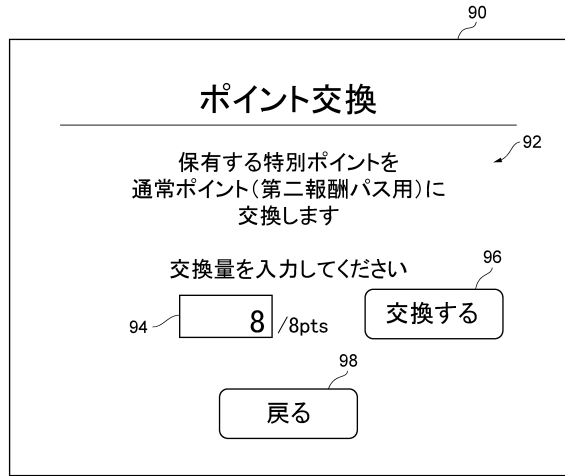 90
ポイント交換
92
保有する特別ポイントを
通常ポイント（第二報酬パス用）に
交換します
交換量を入力してください
96
94
8 /8pts
交換する
98
戻る